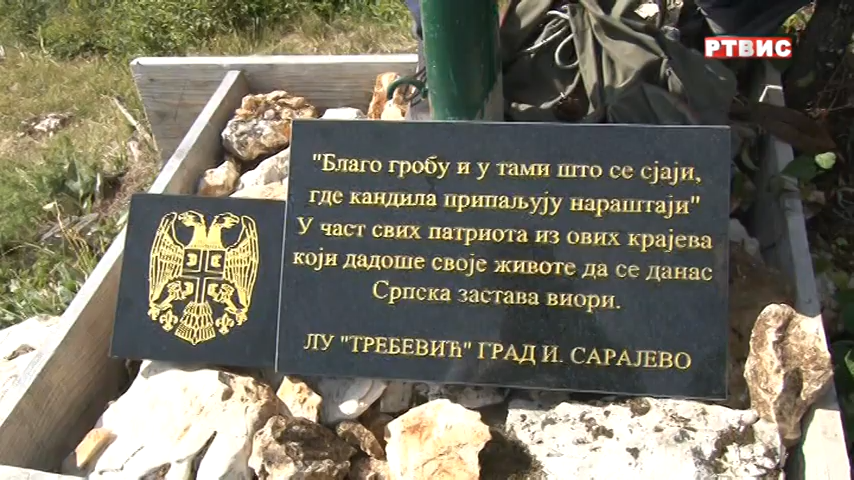 РТВИС
"Благо гробу и у тами што се сјаји,
где кандила припаљују нараштаји"
У част свих патриота из ових крајева
који дадоше своје животе да се данас
Српска застава виори.
ЛУ "ТРЕБЕВИЋ" ГРАД И. САРАЈЕВО